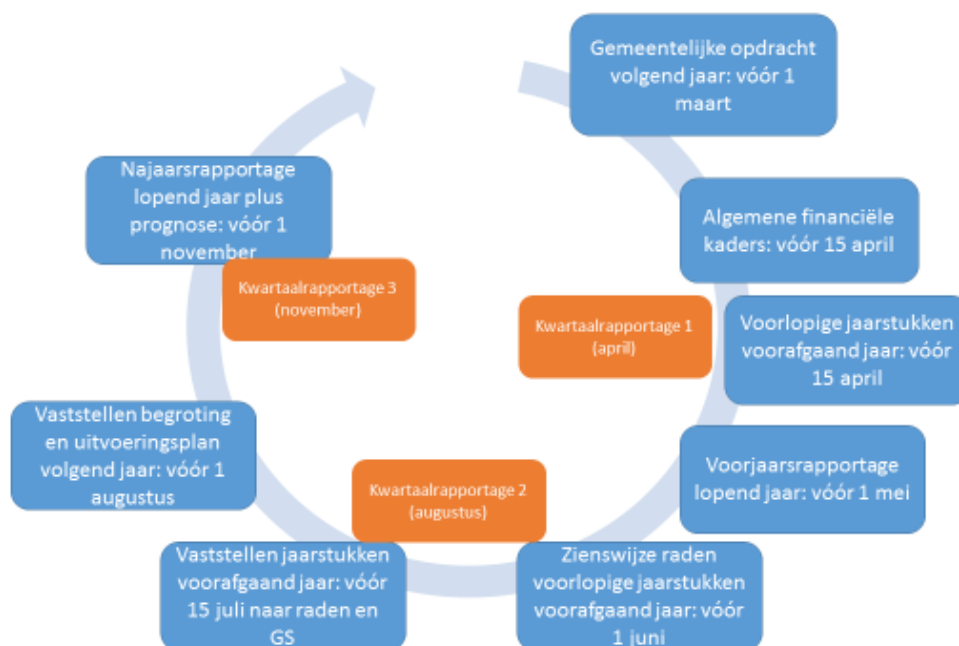 Gemeentelijke opdracht
volgend jaar: vóór 1
maart
Algemene financiële
kaders: vóór 15 april
Kwartaalrapportage 1
(april)
Voorlopige jaarstukken
voorafgaand jaar: vóór
15 april
Voorjaarsrapportage
lopend jaar: vóór 1 mei
Zienswijze raden
voorlopige jaarstukken
voorafgaand jaar: vóór
1 juni
Kwartaalrapportage 2
(augustus)
Vaststellen jaarstukken
voorafgaand jaar: vóór
15 juli naar raden en
GS
Vaststellen begroting
en uitvoeringsplan
volgend jaar: vóór 1
augustus
Kwartaalrapportage 3
(november)
Najaarsrapportage
lopend jaar plus
prognose: vóór 1
november